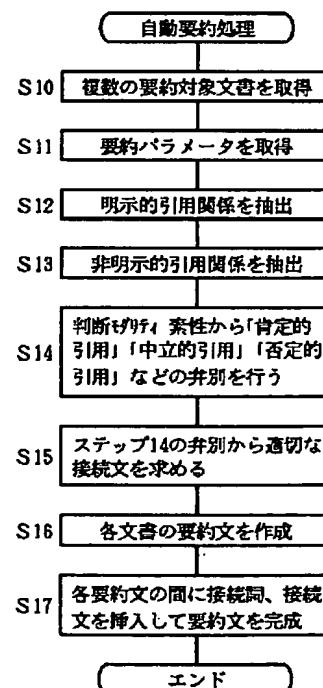 自動要約処理
S10 複数の要約対象文書を取得
S11 要約パラメータを取得
S12 明示的引用関係を抽出
S13 非明示的引用関係を抽出
判断モダリティ素性から「肯定的
S14 引用」「中立的引用」「否定的
引用」などの弁別を行う
S15 ステップ14の弁別から適切な
接続文を求める
S16 各文書の要約文を作成
S17 各要約文の間に接続詞、接続
文を挿入して要約文を完成
エンド